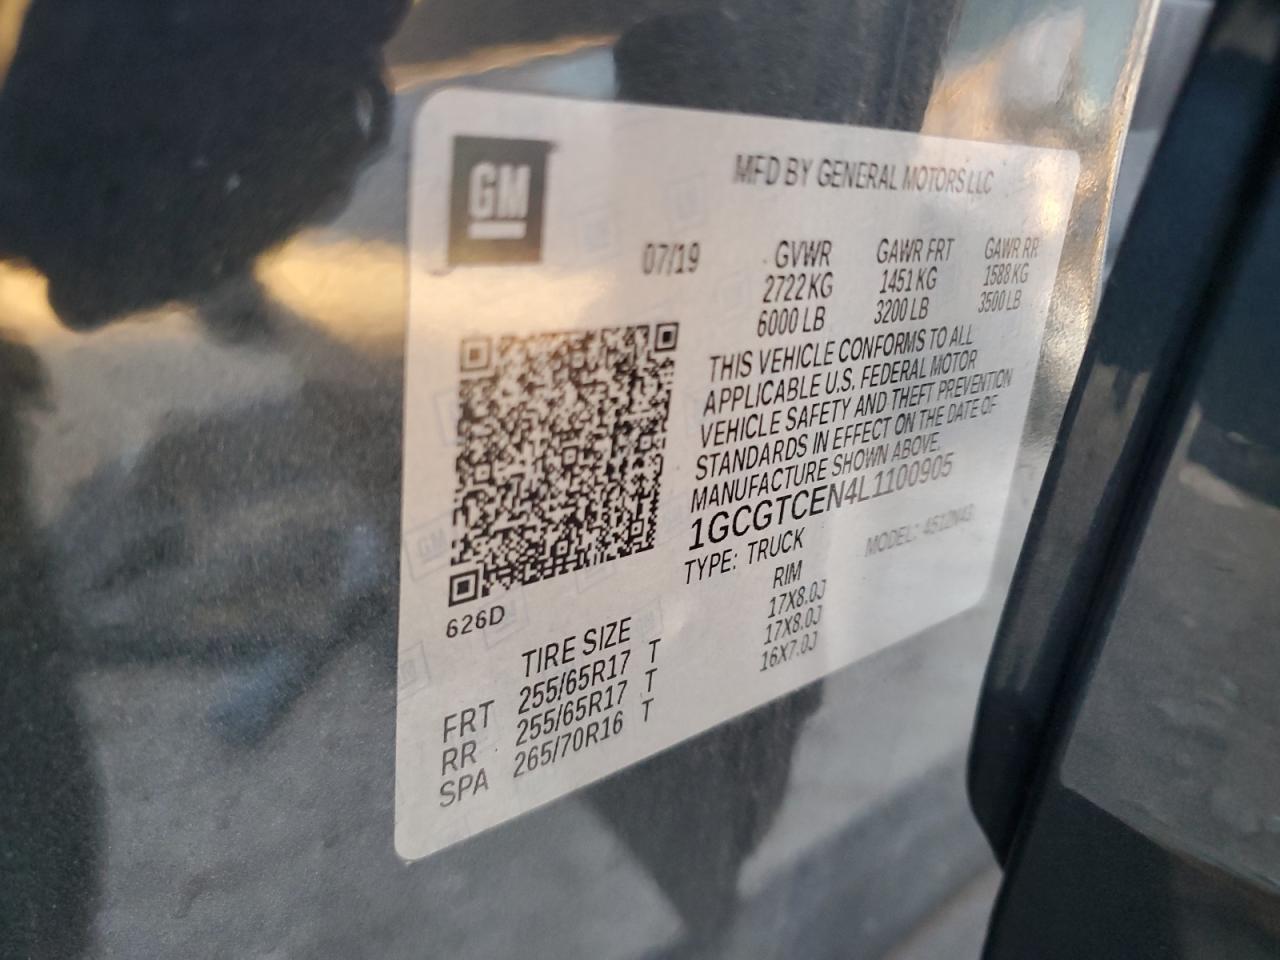 GM
MFD BY GENERAL MOTORS LLC
07/19 GVWR GAWR FRT GAWR RR
2722 KG 1451 KG 1588 KG
6000 LB 3200 LB 3500 LB
THIS VEHICLE CONFORMS TO ALL
APPLICABLE U.S. FEDERAL MOTOR
VEHICLE SAFETY AND THEFT PREVENTION
STANDARDS IN EFFECT ON THE DATE OF
MANUFACTURE SHOWN ABOVE.
1GCGTCEN4L1100905
TYPE: TRUCK MODEL:
626D
TIRE SIZE RIM
FRT 255/65R17 T 17X8.0J
RR 255/65R17 T 17X8.0J
SPA 265/70R16 T 16X7.0J